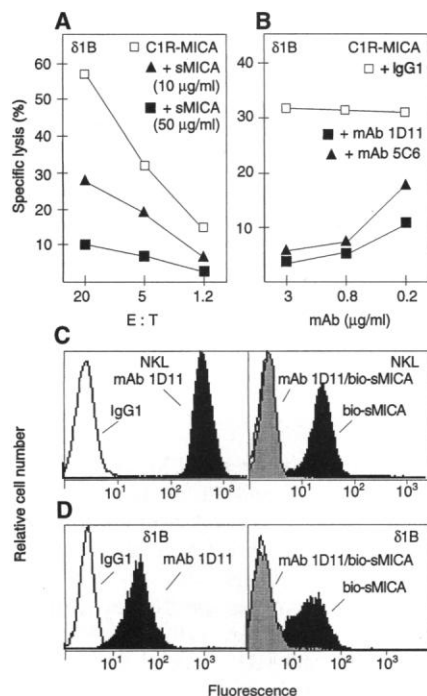 A
δ1B
C1R-MICA
+ sMICA
(10 μg/ml)
+ sMICA
(50 μg/ml)
Specific lysis (%)
60
50
40
30
20
10
20
5
1.2
E : T
B
δ1B
C1R-MICA
+ IgG1
+ mAb 1D11
+ mAb 5C6
40
30
20
10
3
0.8
0.2
mAb (μg/ml)
C
NKL
mAb 1D11
IgG1
10¹
10²
10³
NKL
mAb 1D11/bio-sMICA
bio-sMICA
10¹
10²
10³
Relative cell number
D
δ1B
IgG1
mAb 1D11
10¹
10²
10³
δ1B
mAb 1D11/bio-sMICA
bio-sMICA
10¹
10²
10³
Fluorescence